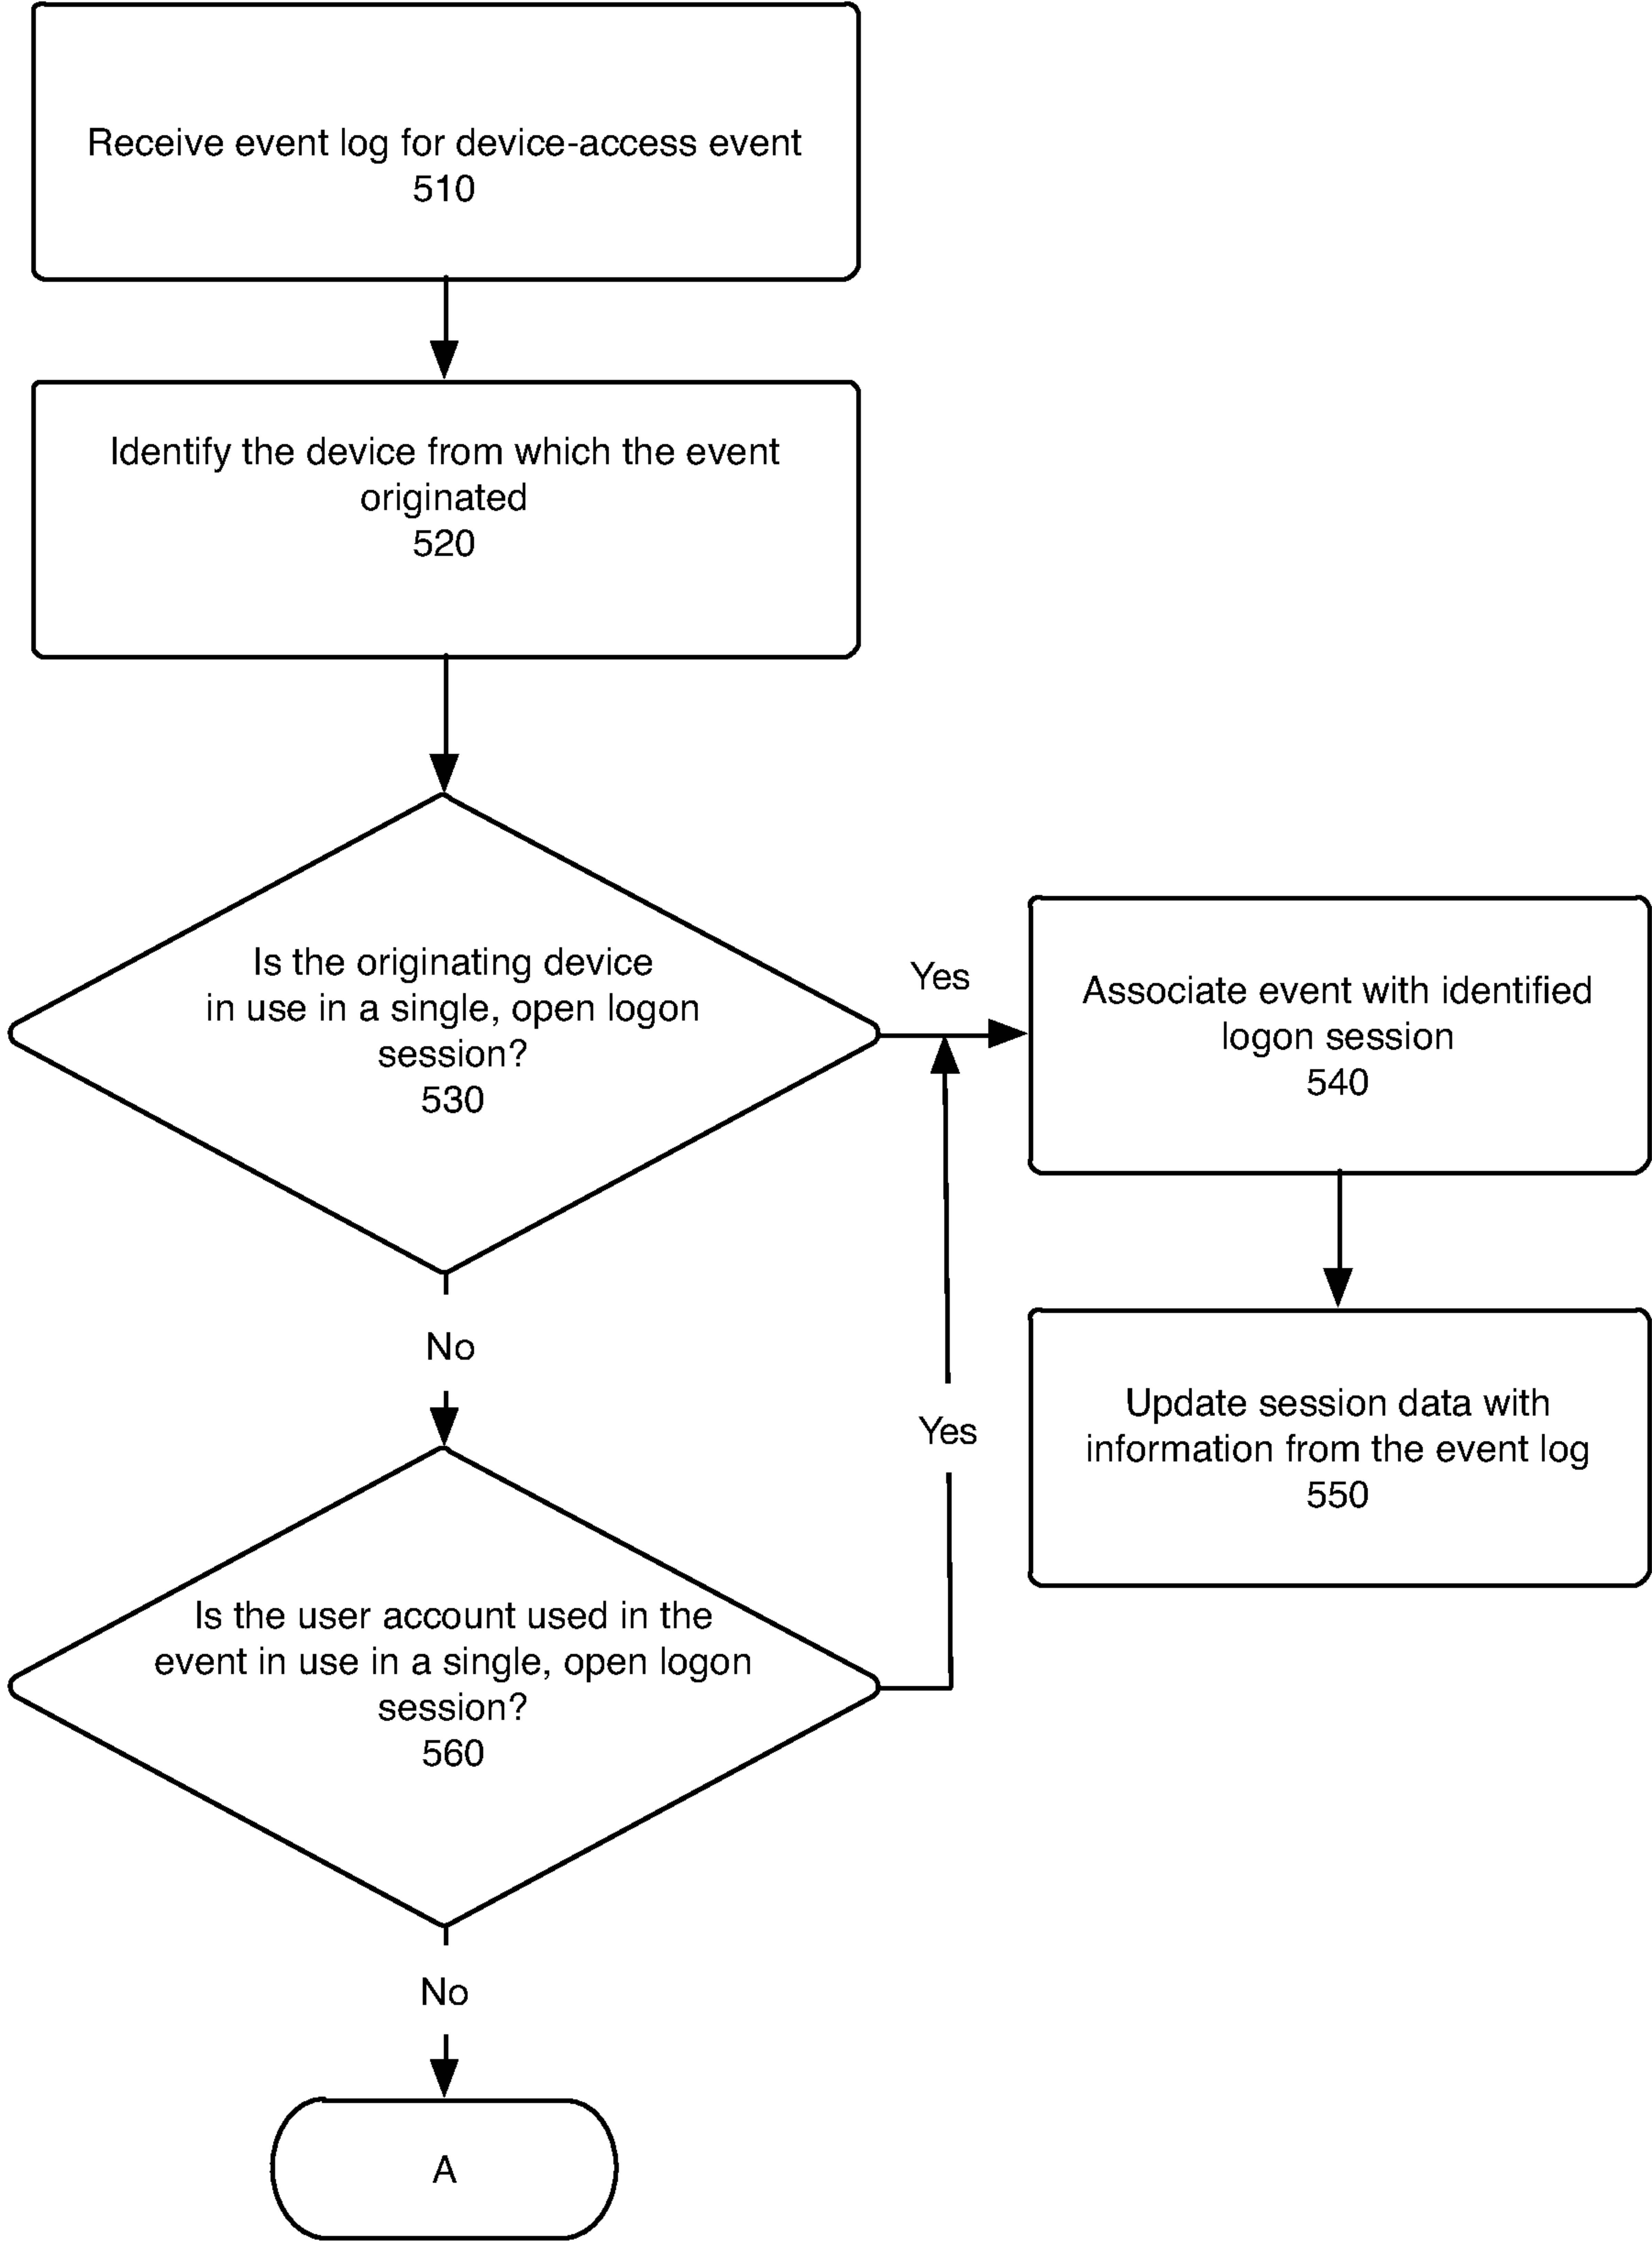 Receive event log for device-access event
510
Identify the device from which the event
originated
520
Is the originating device
in use in a single, open logon
session?
530
Yes
Associate event with identified
logon session
540
No
Yes
Update session data with
information from the event log
550
Is the user account used in the
event in use in a single, open logon
session?
560
No
A